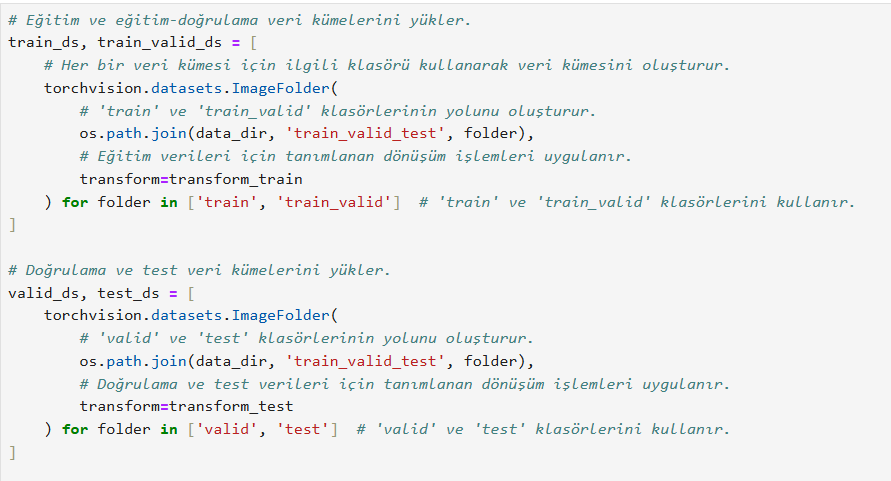 # Eğitim ve eğitim-doğrulama veri kümelerini yükler.
train_ds, train_valid_ds = [
    # Her bir veri kümesi için ilgili klasörü kullanarak veri kümesini oluşturur.
    torchvision.datasets.ImageFolder(
        # 'train' ve 'train_valid' klasörlerinin yolunu oluşturur.
        os.path.join(data_dir, 'train_valid_test', folder),
        # Eğitim verileri için tanımlanan dönüşüm işlemleri uygulanır.
        transform=transform_train
    ) for folder in ['train', 'train_valid']  # 'train' ve 'train_valid' klasörlerini kullanır.
]

# Doğrulama ve test veri kümelerini yükler.
valid_ds, test_ds = [
    torchvision.datasets.ImageFolder(
        # 'valid' ve 'test' klasörlerinin yolunu oluşturur.
        os.path.join(data_dir, 'train_valid_test', folder),
        # Doğrulama ve test verileri için tanımlanan dönüşüm işlemleri uygulanır.
        transform=transform_test
    ) for folder in ['valid', 'test']  # 'valid' ve 'test' klasörlerini kullanır.
]